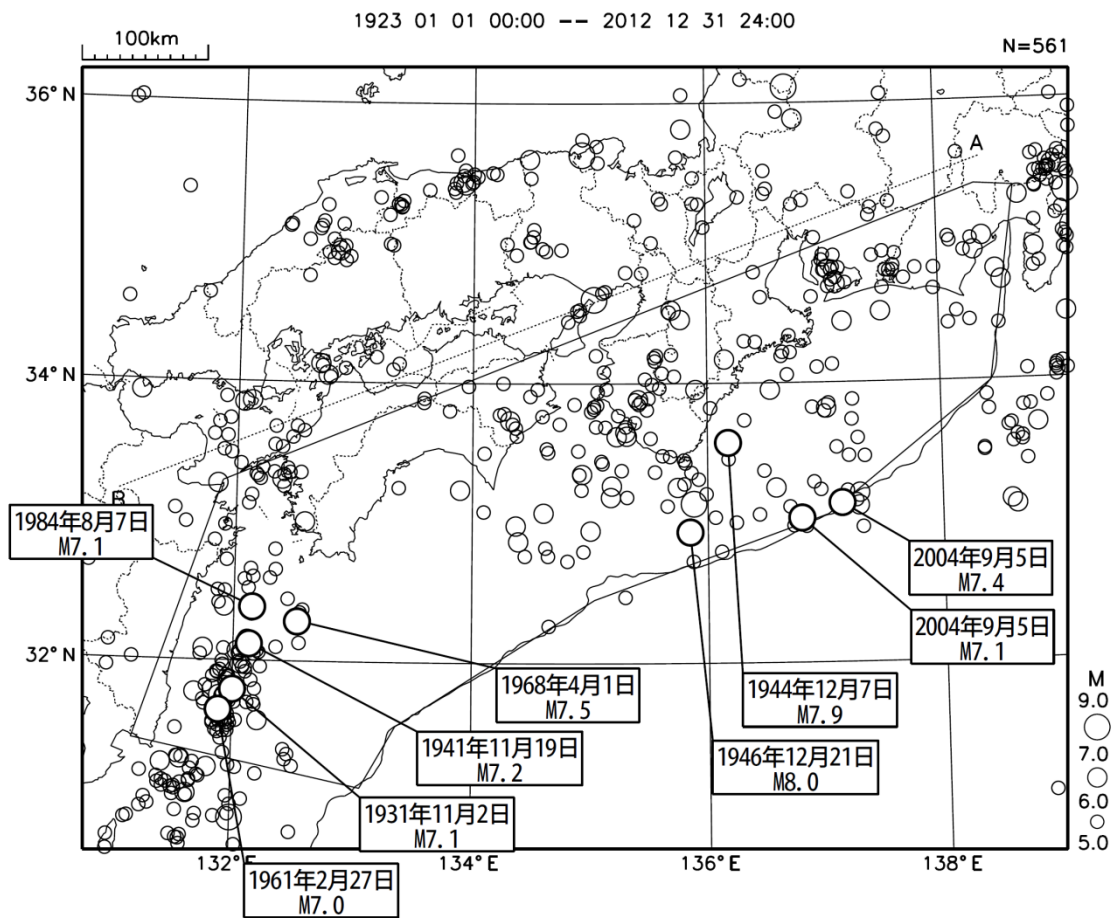 1923 01 01 00:00 -- 2012 12 31 24:00
100km
N=561
36°N
A
34°N
B
1984年8月7日
M7.1
2004年9月5日
M7.4
32°N
2004年9月5日
M7.1
1968年4月1日
M7.5
1944年12月7日
M7.9
1941年11月19日
M7.2
1946年12月21日
M8.0
1931年11月2日
M7.1
M
9.0
7.0
6.0
5.0
132°E
134°E
136°E
138°E
1961年2月27日
M7.0